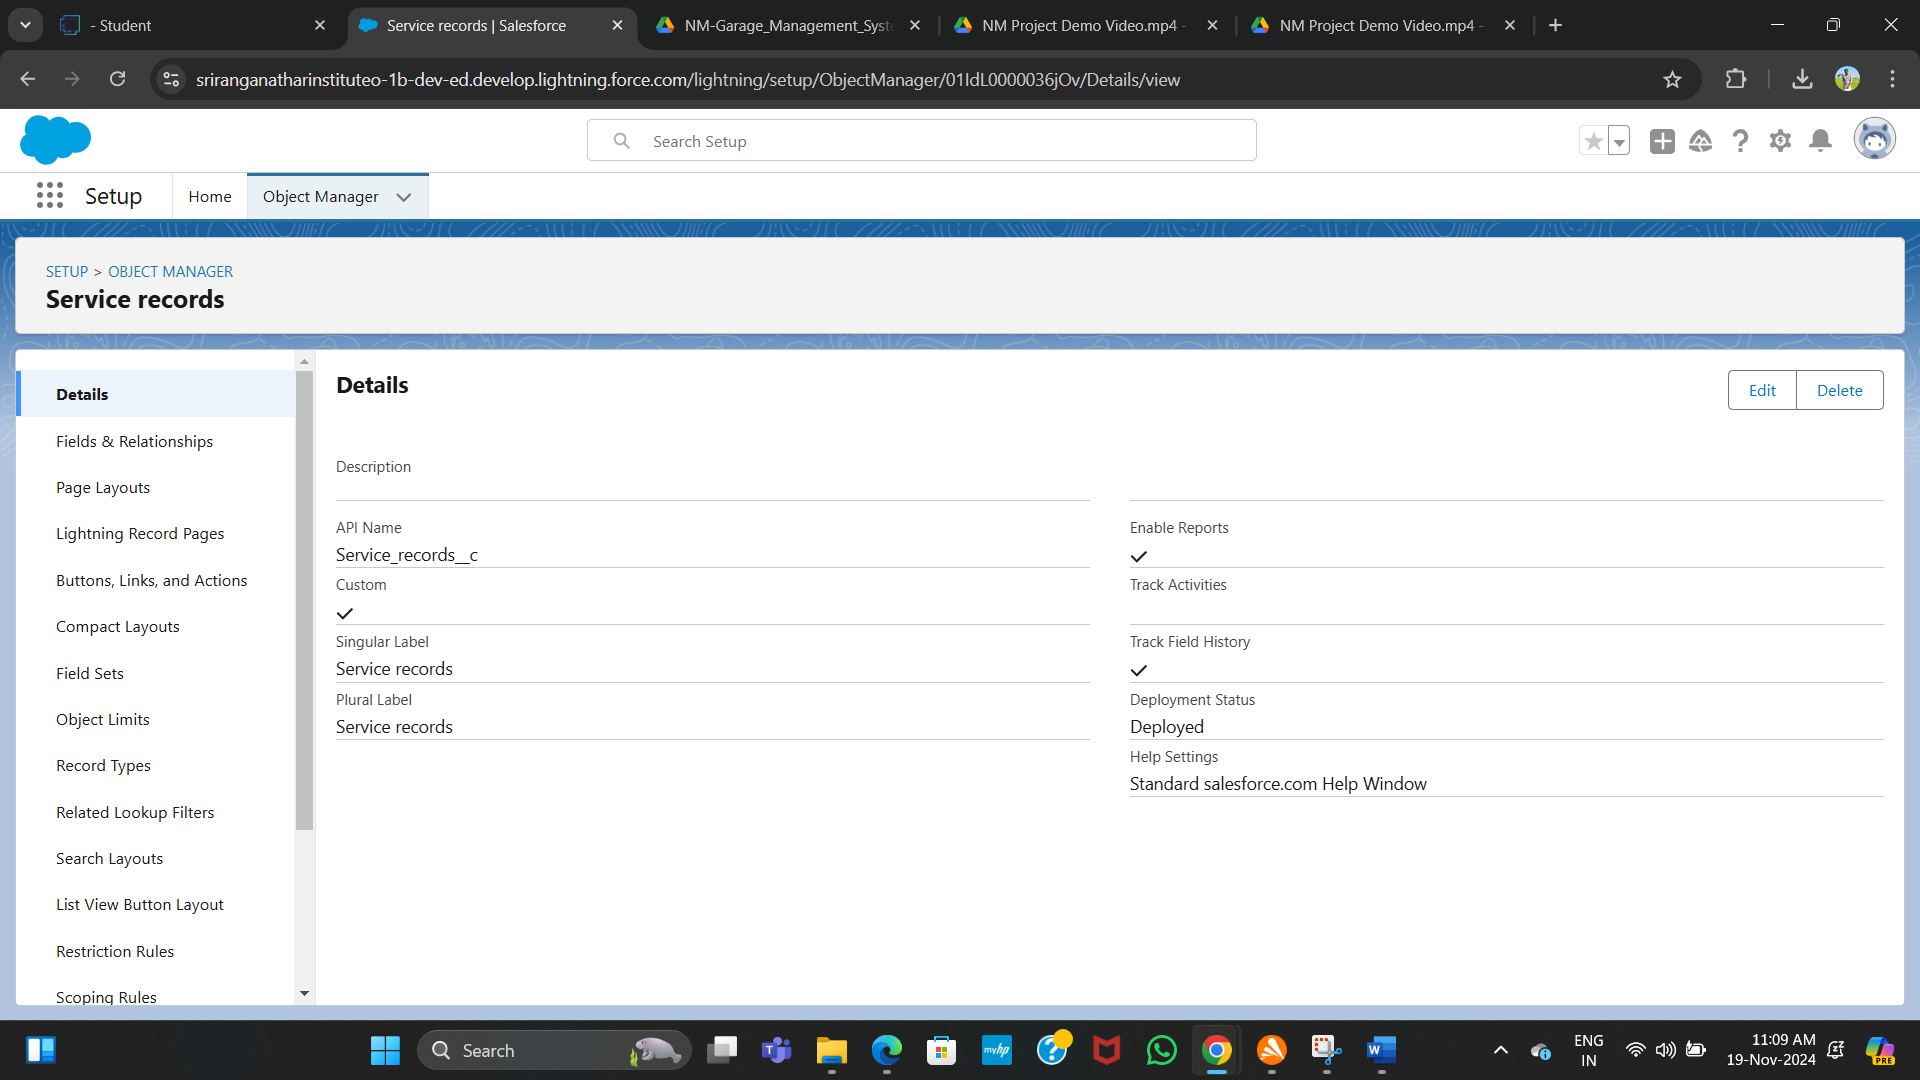 - Student
Service records | Salesforce
NM-Garage_Management_Syste
NM Project Demo Video.mp4 -
NM Project Demo Video.mp4 -
sriranganatharinstituteo-1b-dev-ed.develop.lightning.force.com/lightning/setup/ObjectManager/01IdL0000036jOv/Details/view
Search Setup
Setup
Home
Object Manager
SETUP > OBJECT MANAGER
Service records
Details
Fields & Relationships
Page Layouts
Lightning Record Pages
Buttons, Links, and Actions
Compact Layouts
Field Sets
Object Limits
Record Types
Related Lookup Filters
Search Layouts
List View Button Layout
Restriction Rules
Scoping Rules
Details
Edit
Delete
Description
API Name
Service_records__c
Custom
Singular Label
Service records
Plural Label
Service records
Enable Reports
Track Activities
Track Field History
Deployment Status
Deployed
Help Settings
Standard salesforce.com Help Window
Search
myhp
ENG
IN
11:09 AM
19-Nov-2024
PRE